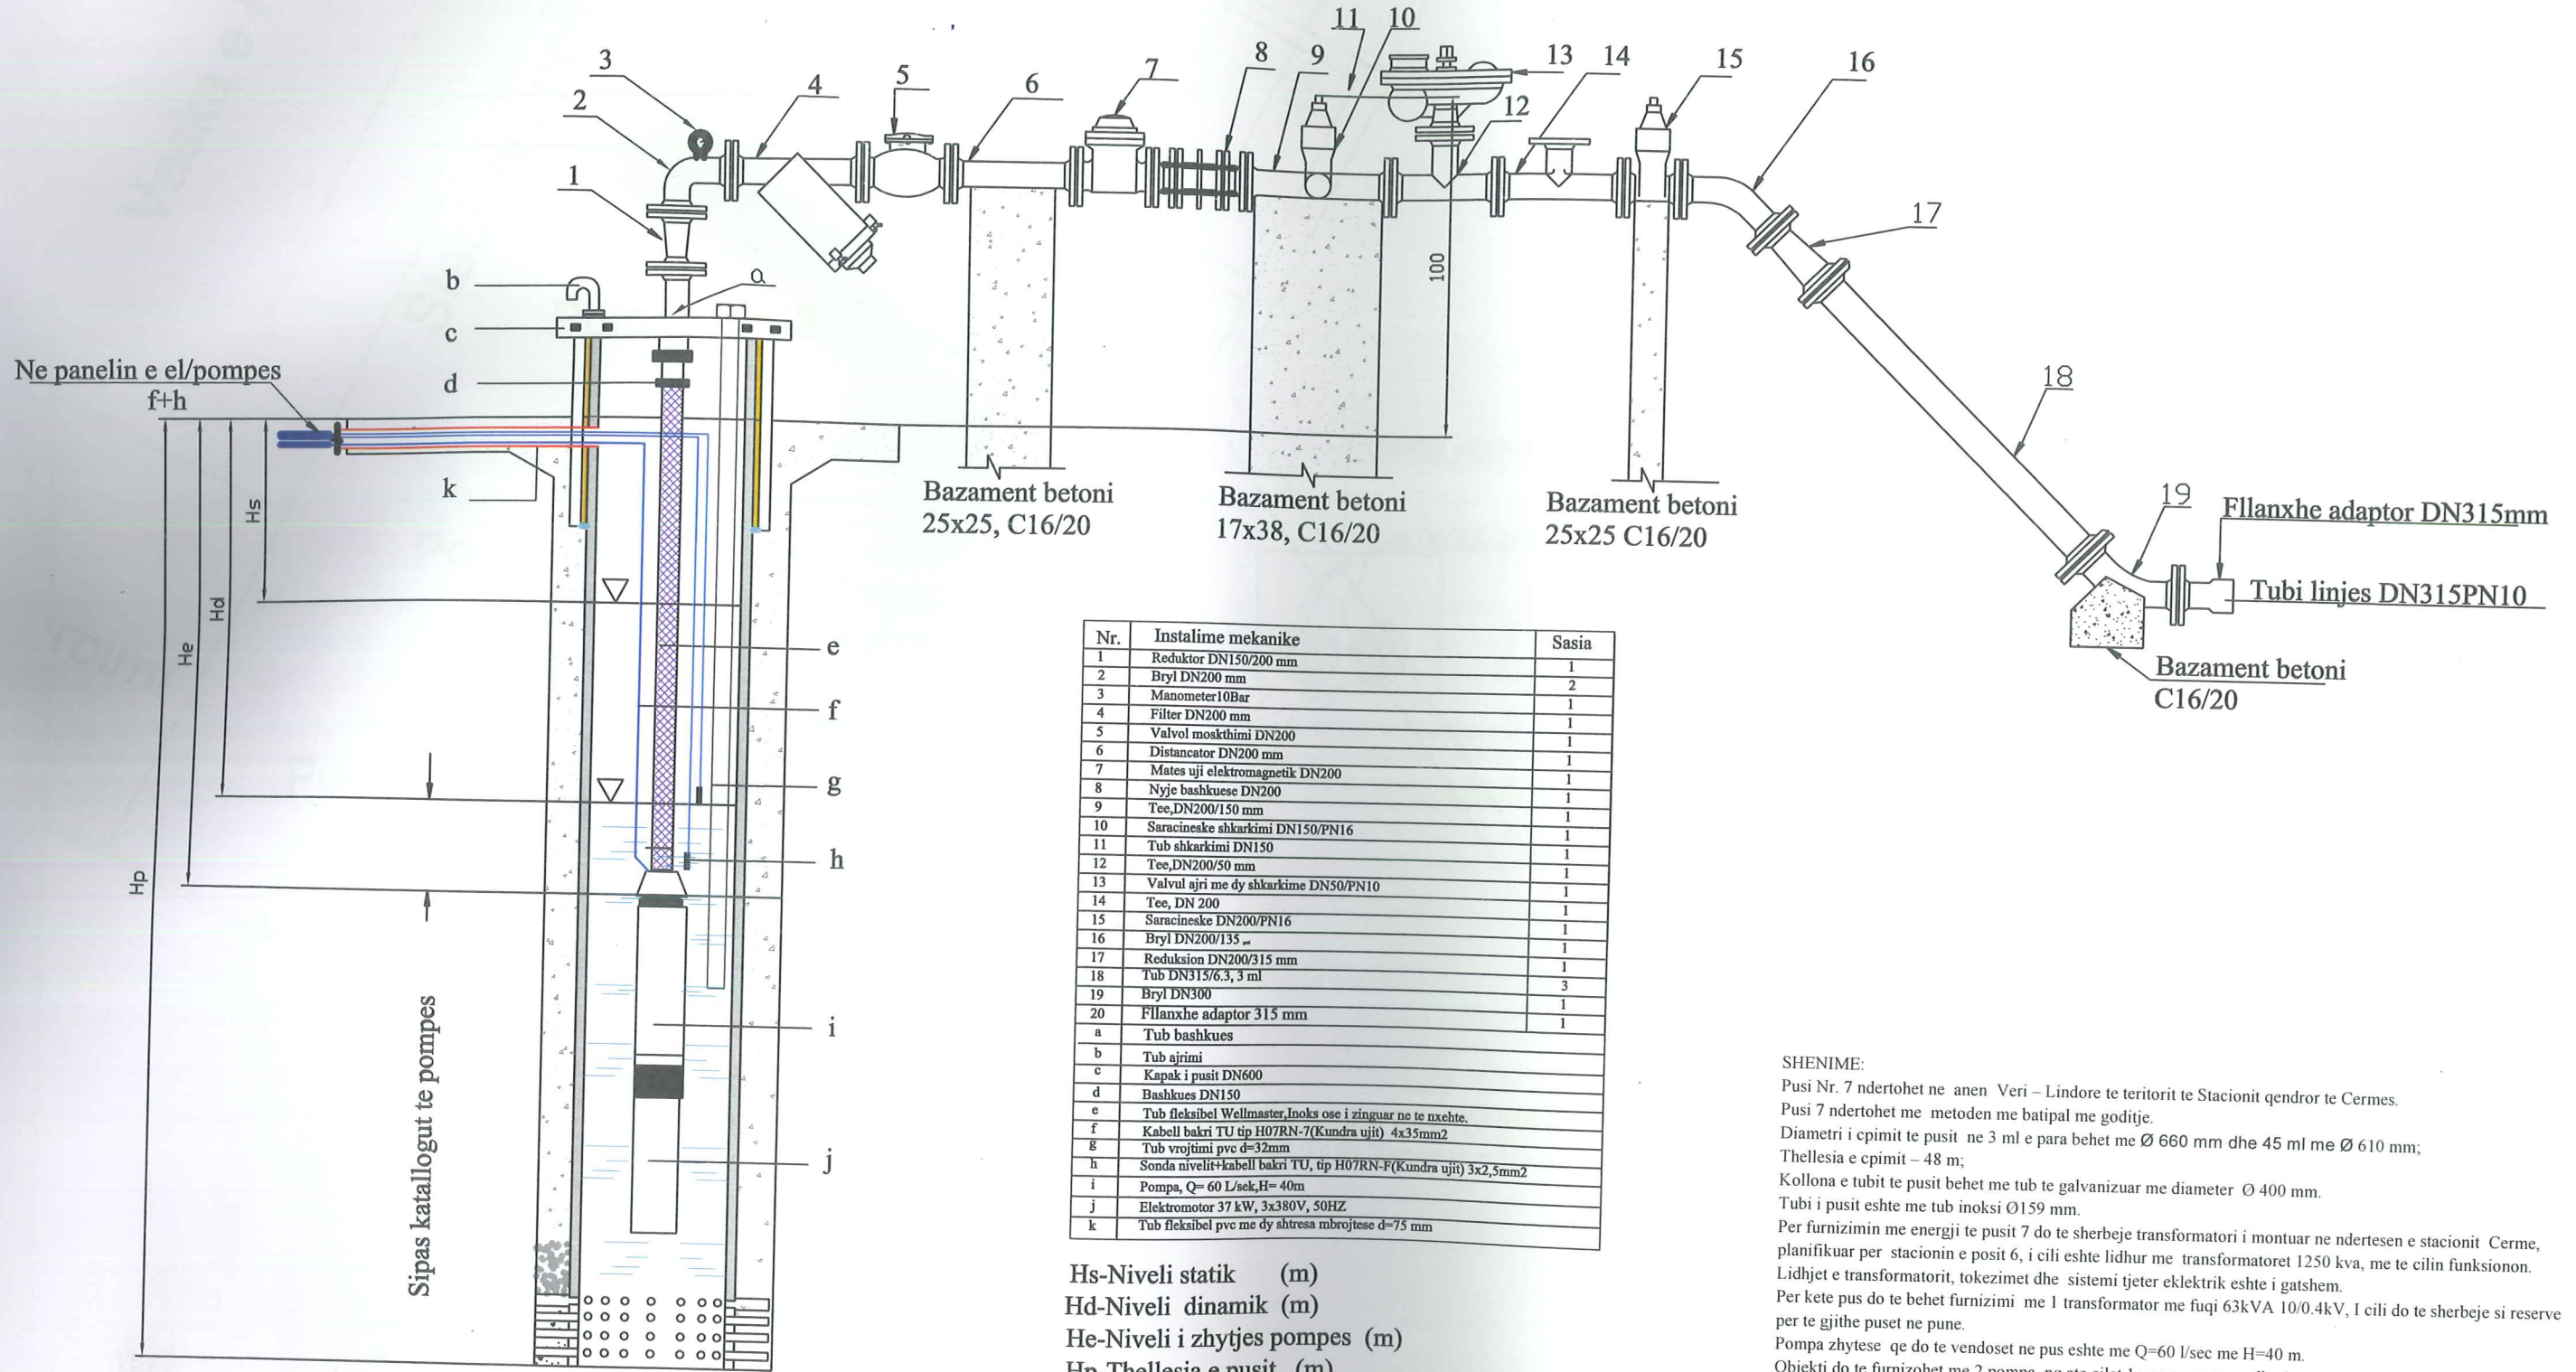 11 10
3
8 9
13 14
15
16
5
7
4
6
2
12
1
17
b
a
c
100
Ne panelin e el/pompes
f+h
d
18
k
Hs
Bazament betoni
25x25, C16/20
Bazament betoni
17x38, C16/20
Bazament betoni
25x25 C16/20
19
Fllanxhe adaptor DN315mm
Tubi linjes DN315PN10
Bazament betoni
C16/20
Hd
He
Hp
e
f
g
h
i
j
Sipas katallogut te pompes
Nr. Instalime mekanike Sasia
1 Reduktor DN150/200 mm 1
2 Bryl DN200 mm 2
3 Manometer10Bar 1
4 Filter DN200 mm 1
5 Valvol moskthimi DN200 1
6 Distancator DN200 mm 1
7 Mates uji elektromagnetik DN200 1
8 Nyje bashkuese DN200 1
9 Tee,DN200/150 mm 1
10 Saracineske shkarkimi DN150/PN16 1
11 Tub shkarkimi DN150 1
12 Tee,DN200/50 mm 1
13 Valvul ajri me dy shkarkime DN50/PN10 1
14 Tee, DN 200 1
15 Saracineske DN200/PN16 1
16 Bryl DN200/135 1
17 Reduksion DN200/315 mm 1
18 Tub DN315/6.3, 3 ml 3
19 Bryl DN300 1
20 Fllanxhe adaptor 315 mm 1
a Tub bashkues
b Tub ajrimi
c Kapak i pusit DN600
d Bashkues DN150
e Tub fleksibel Wellmaster,Inoks ose i zinguar ne te nxehte.
f Kabell bakri TU tip H07RN-7(Kundra ujit) 4x35mm2
g Tub vrojtimi pvc d=32mm
h Sonda nivelit+kabell bakri TU, tip H07RN-F(Kundra ujit) 3x2,5mm2
i Pompa, Q= 60 L/sek,H= 40m
j Elektromotor 37 kW, 3x380V, 50HZ
k Tub fleksibel pvc me dy shtresa mbrojtese d=75 mm
Hs-Niveli statik (m)
Hd-Niveli dinamik (m)
He-Niveli i zhytjes pompes (m)
Hp-Thellesia e pusit (m)
SHENIME:
Pusi Nr. 7 ndertohet ne anen Veri – Lindore te teritorit te Stacionit qendror te Cermes.
Pusi 7 ndertohet me metoden me batipal me goditje.
Diametri i cpimit te pusit ne 3 ml e para behet me Ø 660 mm dhe 45 ml me Ø 610 mm;
Thellesia e cpimit – 48 m;
Kollona e tubit te pusit behet me tub te galvanizuar me diameter Ø 400 mm.
Tubi i pusit eshte me tub inoksi Ø159 mm.
Per furnizimin me energji te pusit 7 do te sherbeje transformatori i montuar ne ndertesen e stacionit Cerme,
planifikuar per stacionin e posit 6, i cili eshte lidhur me transformatoret 1250 kva, me te cilin funksionon.
Lidhjet e transformatorit, tokezimet dhe sistemi tjeter eklektrik eshte i gatshem.
Per kete pus do te behet furnizimi me 1 transformator me fuqi 63kVA 10/0.4kV, I cili do te sherbeje si reserve
per te gjithe puset ne pune.
Pompa zhytese qe do te vendoset ne pus eshte me Q=60 l/sec me H=40 m.
Objekti do te furnizohet me 2 pompa,